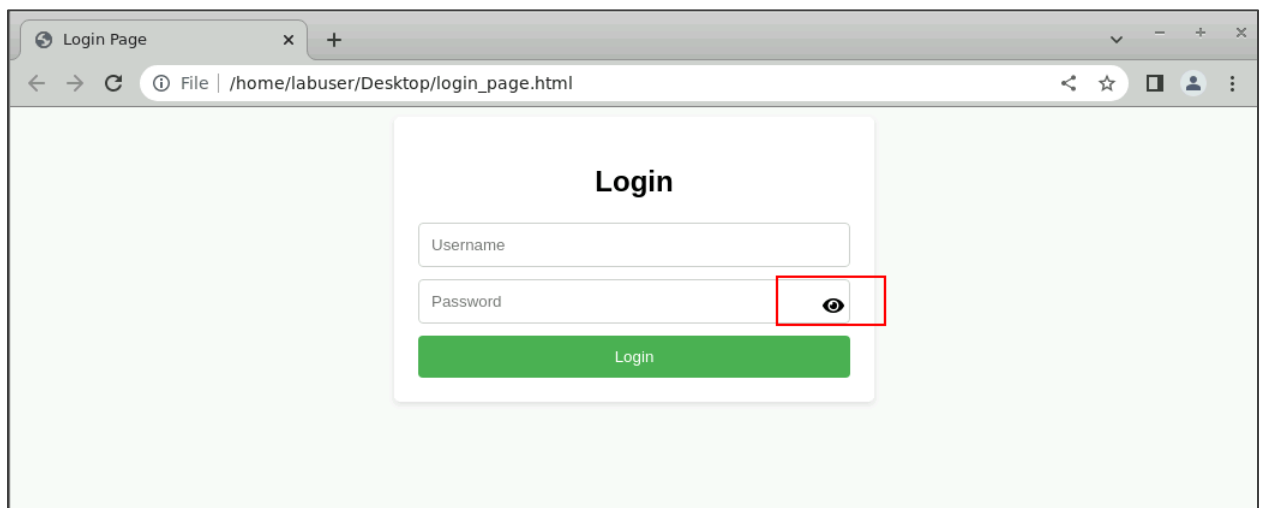 Login Page
File | /home/labuser/Desktop/login_page.html
Login
Username
Password
Login